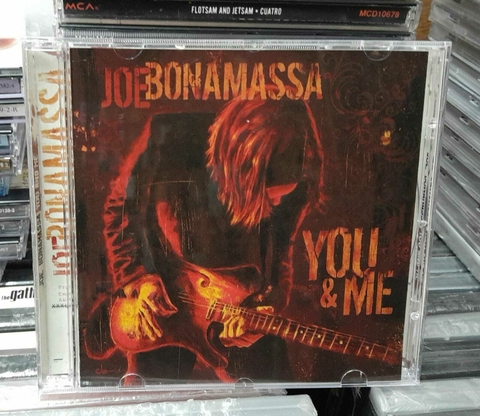 MCA
FLOTSAM AND JETSAM • CUATRO
MCD10678
JOE BONAMASSA
JOE BONAMASSA
YOU
& ME